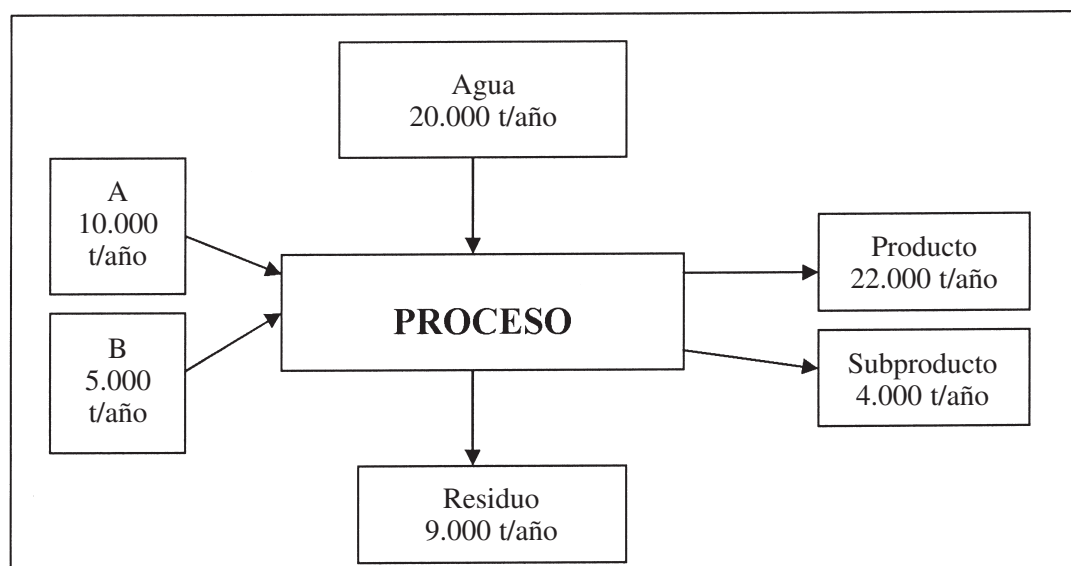 Agua
20.000 t/año
A
10.000
t/año
B
5.000
t/año
PROCESO
Producto
22.000 t/año
Subproducto
4.000 t/año
Residuo
9.000 t/año